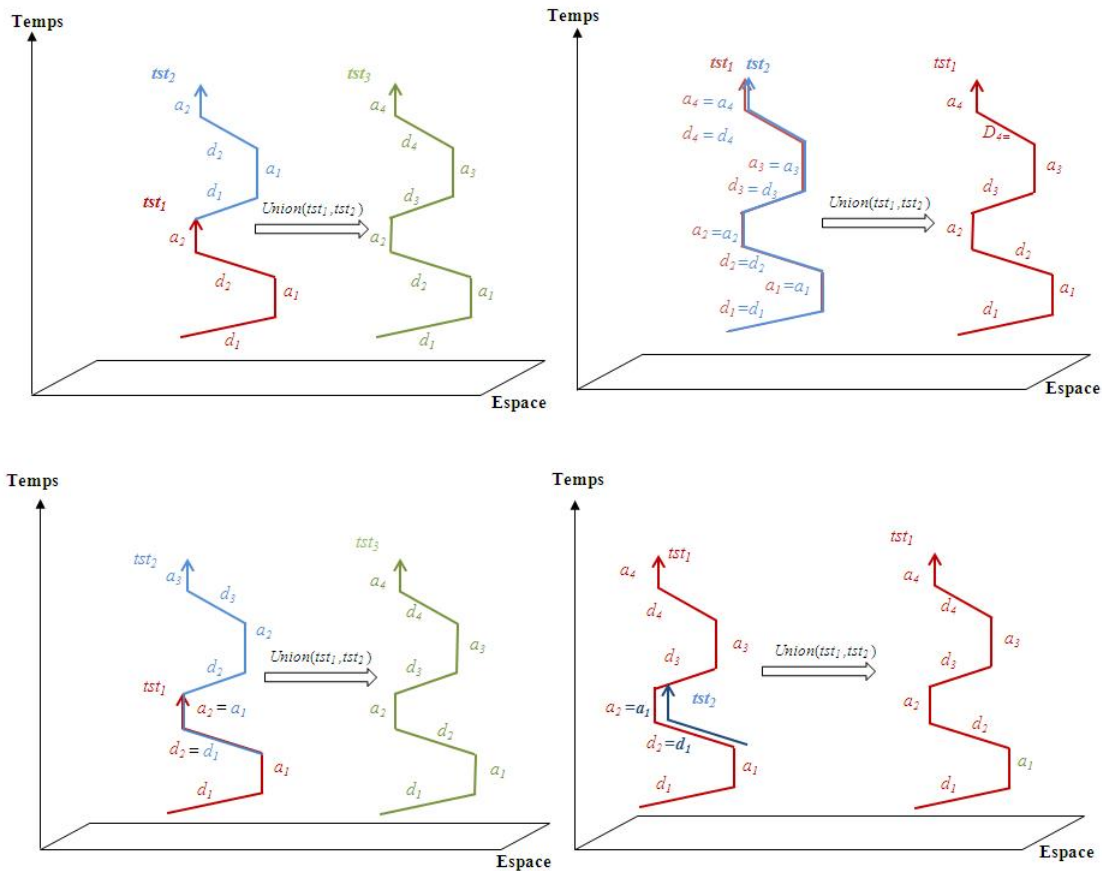 Temps
tst2
tst3
a2
a4
d2
d4
a1
a3
d1
d3
tst1
Union(tst1,tst2)
a2
a2
d2
a1
d2
a1
d1
d1
Espace
Temps
tst1 tst2
tst1
a4 = a4
a4
d4 = d4
D4=
a3 = a3
a3
d3 = d3
d3
Union(tst1,tst2)
a2 =a2
a2
d2 =d2
d2
a1 =a1
a1
d1 =d1
d1
Espace
Temps
tst2
tst3
a3
a4
d3
d4
a2
a3
Union(tst1,tst2)
d2
d3
tst1
a2 = a1
a2
d2 = d1
d2
a1
a1
d1
d1
Espace
Temps
tst1
tst1
a4
a4
d4
d4
a3
a3
Union(tst1,tst2)
d3
d3
tst2
a2 =a1
a2
d2 =d1
d2
a1
a1
d1
d1
Espace